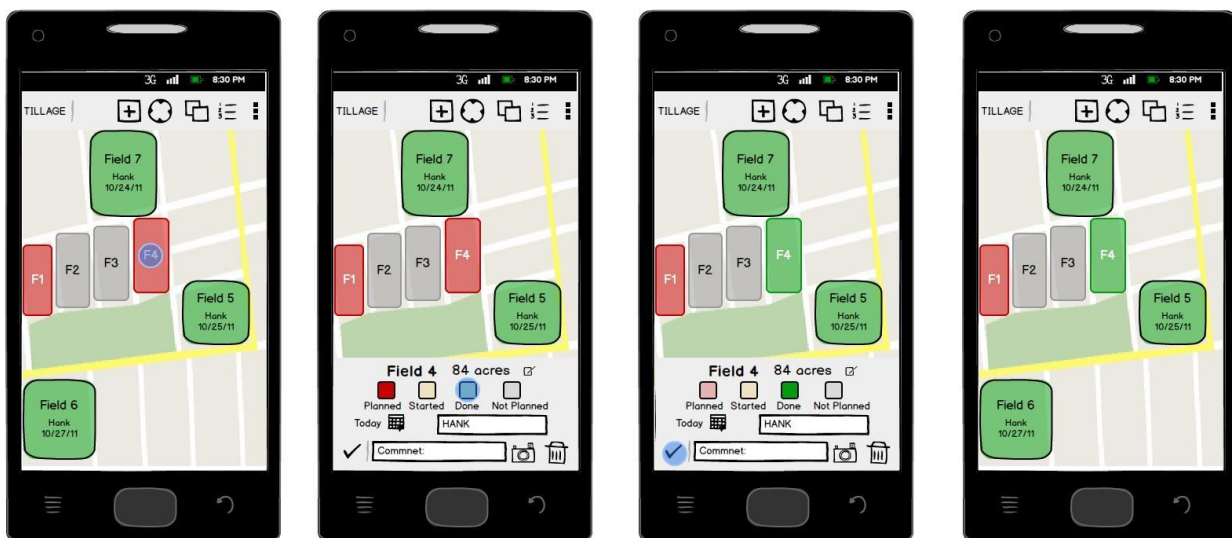 3G 8:30 PM
TILLAGE
Field 7
Hank
10/24/11
F1 F2 F3 F4
Field 5
Hank
10/25/11
Field 6
Hank
10/27/11
3G 8:30 PM
TILLAGE
Field 7
Hank
10/24/11
F1 F2 F3 F4
Field 5
Hank
10/25/11
Field 4 84 acres
Planned Started Done Not Planned
Today HANK
Commnet:
3G 8:30 PM
TILLAGE
Field 7
Hank
10/24/11
F1 F2 F3 F4
Field 5
Hank
10/25/11
Field 4 84 acres
Planned Started Done Not Planned
Today HANK
Commnet:
3G 8:30 PM
TILLAGE
Field 7
Hank
10/24/11
F1 F2 F3 F4
Field 5
Hank
10/25/11
Field 6
Hank
10/27/11